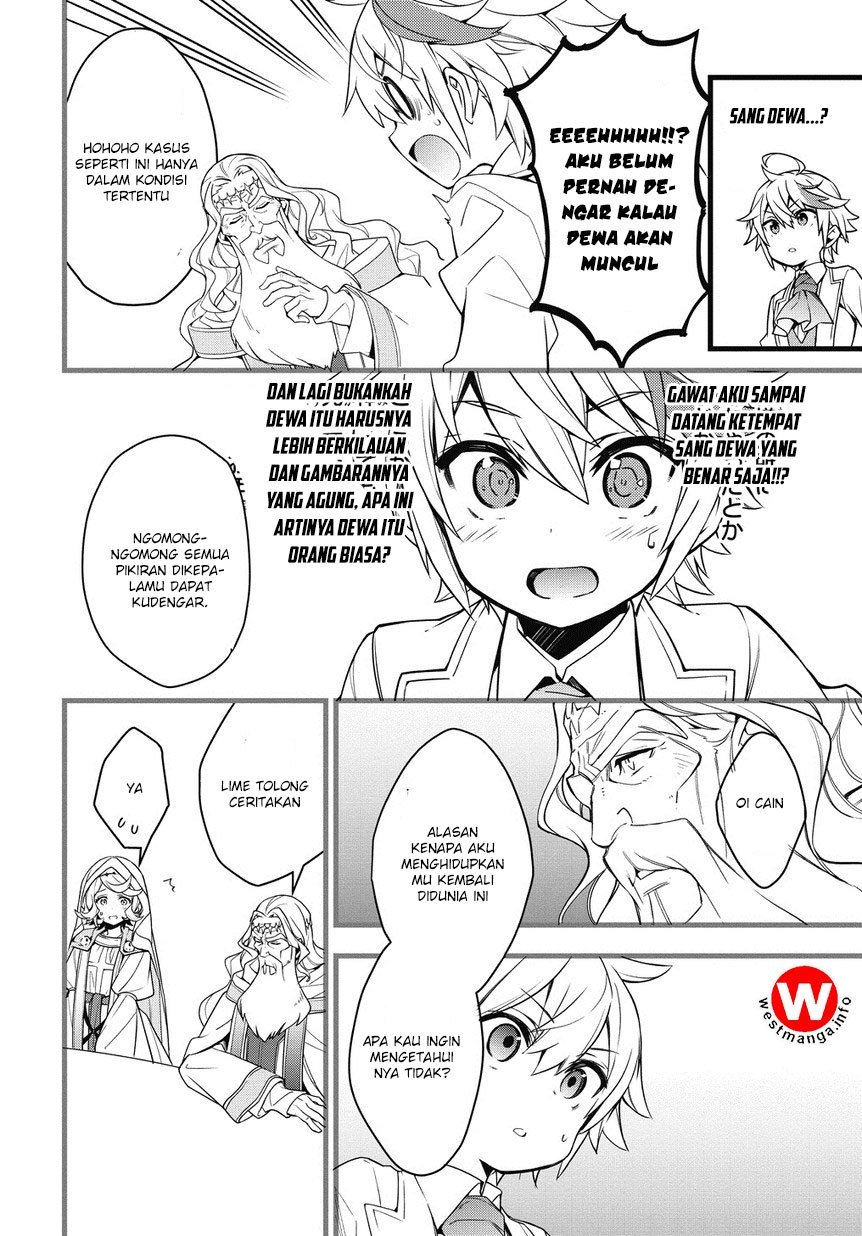 SANG DEWA...?
EEEEHHHHH!!?
AKU BELUM
PERNAH DE-
NGAR KALAU
DEWA AKAN
MUNCUL
HOHOHO KASUS
SEPERTI INI HANYA
DALAM KONDISI
TERTENTU
GAWAT AKU SAMPAI
DATANG KETEMPAT
SANG DEWA YANG
BENAR SAJA!!?
DAN LAGI BUKANKAH
DEWA ITU HARUSNYA
LEBIH BERKILAUAN
DAN GAMBARANNYA
YANG AGUNG, APA INI
ARTINYA DEWA ITU
ORANG BIASA?
NGOMONG-
NGOMONG SEMUA
PIKIRAN DIKEPA-
LAMU DAPAT
KUDENGAR.
OI CAIN
ALASAN
KENAPA AKU
MENGHIDUPKAN
MU KEMBALI
DIDUNIA INI
APA KAU INGIN
MENGETAHUI
NYA TIDAK?
LIME TOLONG
CERITAKAN
YA
W
westmanga.info